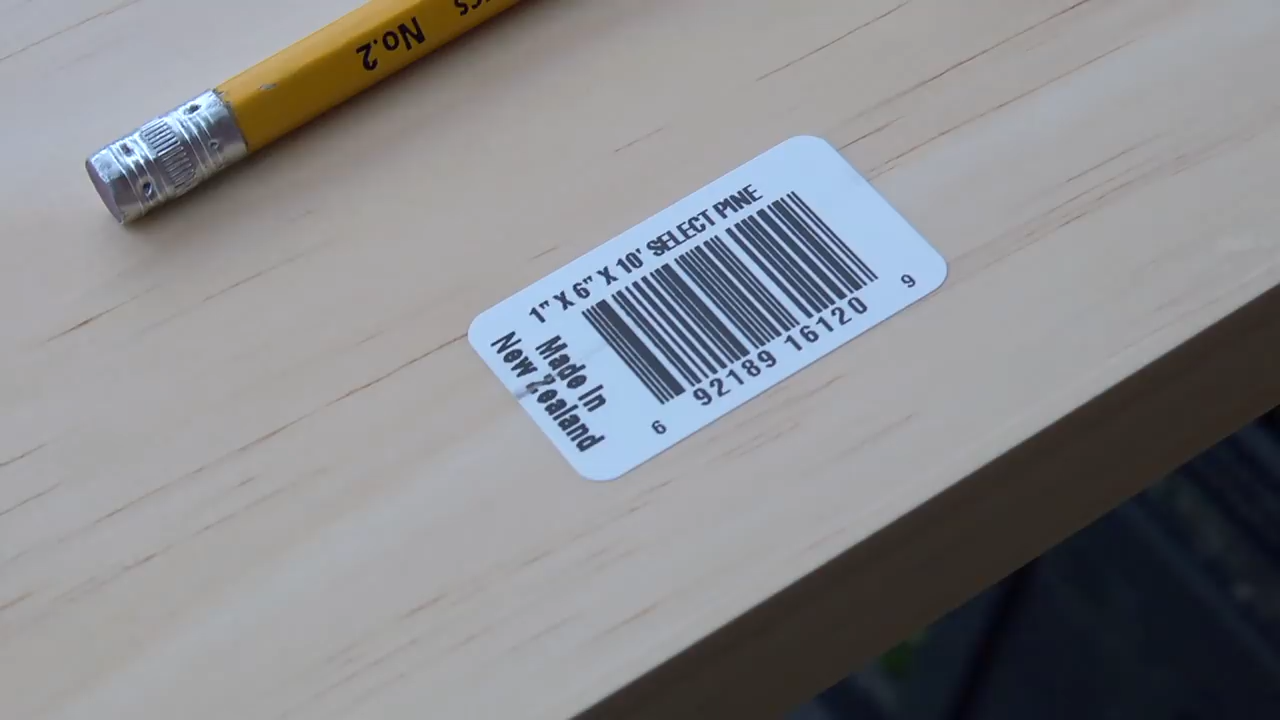 No.2
1" X 6" X 10' SELECT PINE
Made in
New Zealand
6 92189 16120 9